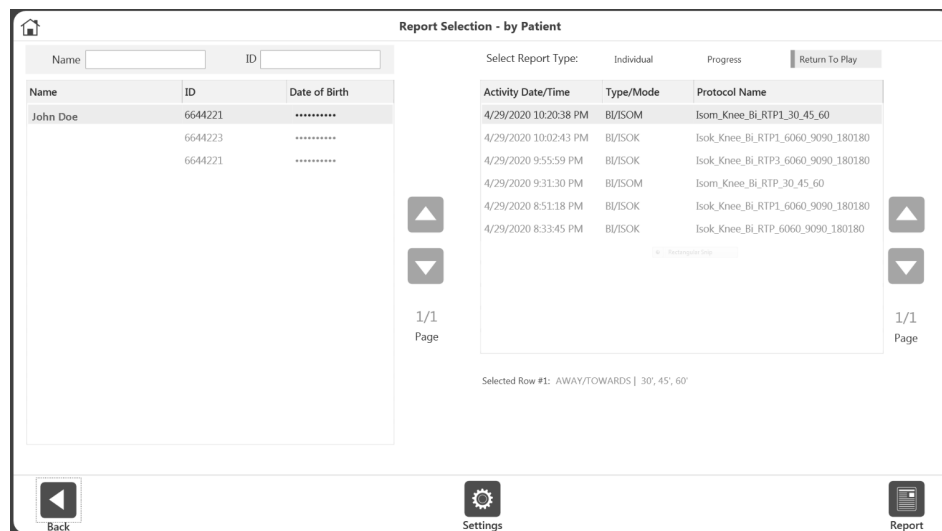 Report Selection - by Patient
Name
ID
Select Report Type:
Individual
Progress
Return To Play
Name ID Date of Birth
John Doe 6644221 ••••••••••
6644223 ••••••••••
6644221 ••••••••••
1/1
Page
Activity Date/Time Type/Mode Protocol Name
4/29/2020 10:20:38 PM BI/ISOM Isom_Knee_Bi_RTP1_30_45_60
4/29/2020 10:02:43 PM BI/ISOK Isok_Knee_Bi_RTP1_6060_9090_180180
4/29/2020 9:55:59 PM BI/ISOK Isok_Knee_Bi_RTP3_6060_9090_180180
4/29/2020 9:31:30 PM BI/ISOM Isom_Knee_Bi_RTP_30_45_60
4/29/2020 8:51:18 PM BI/ISOK Isok_Knee_Bi_RTP1_6060_9090_180180
4/29/2020 8:33:45 PM BI/ISOK Isok_Knee_Bi_RTP_6060_9090_180180
Rectangular Snip
1/1
Page
Selected Row #1: AWAY/TOWARDS | 30', 45', 60'
Back
Settings
Report